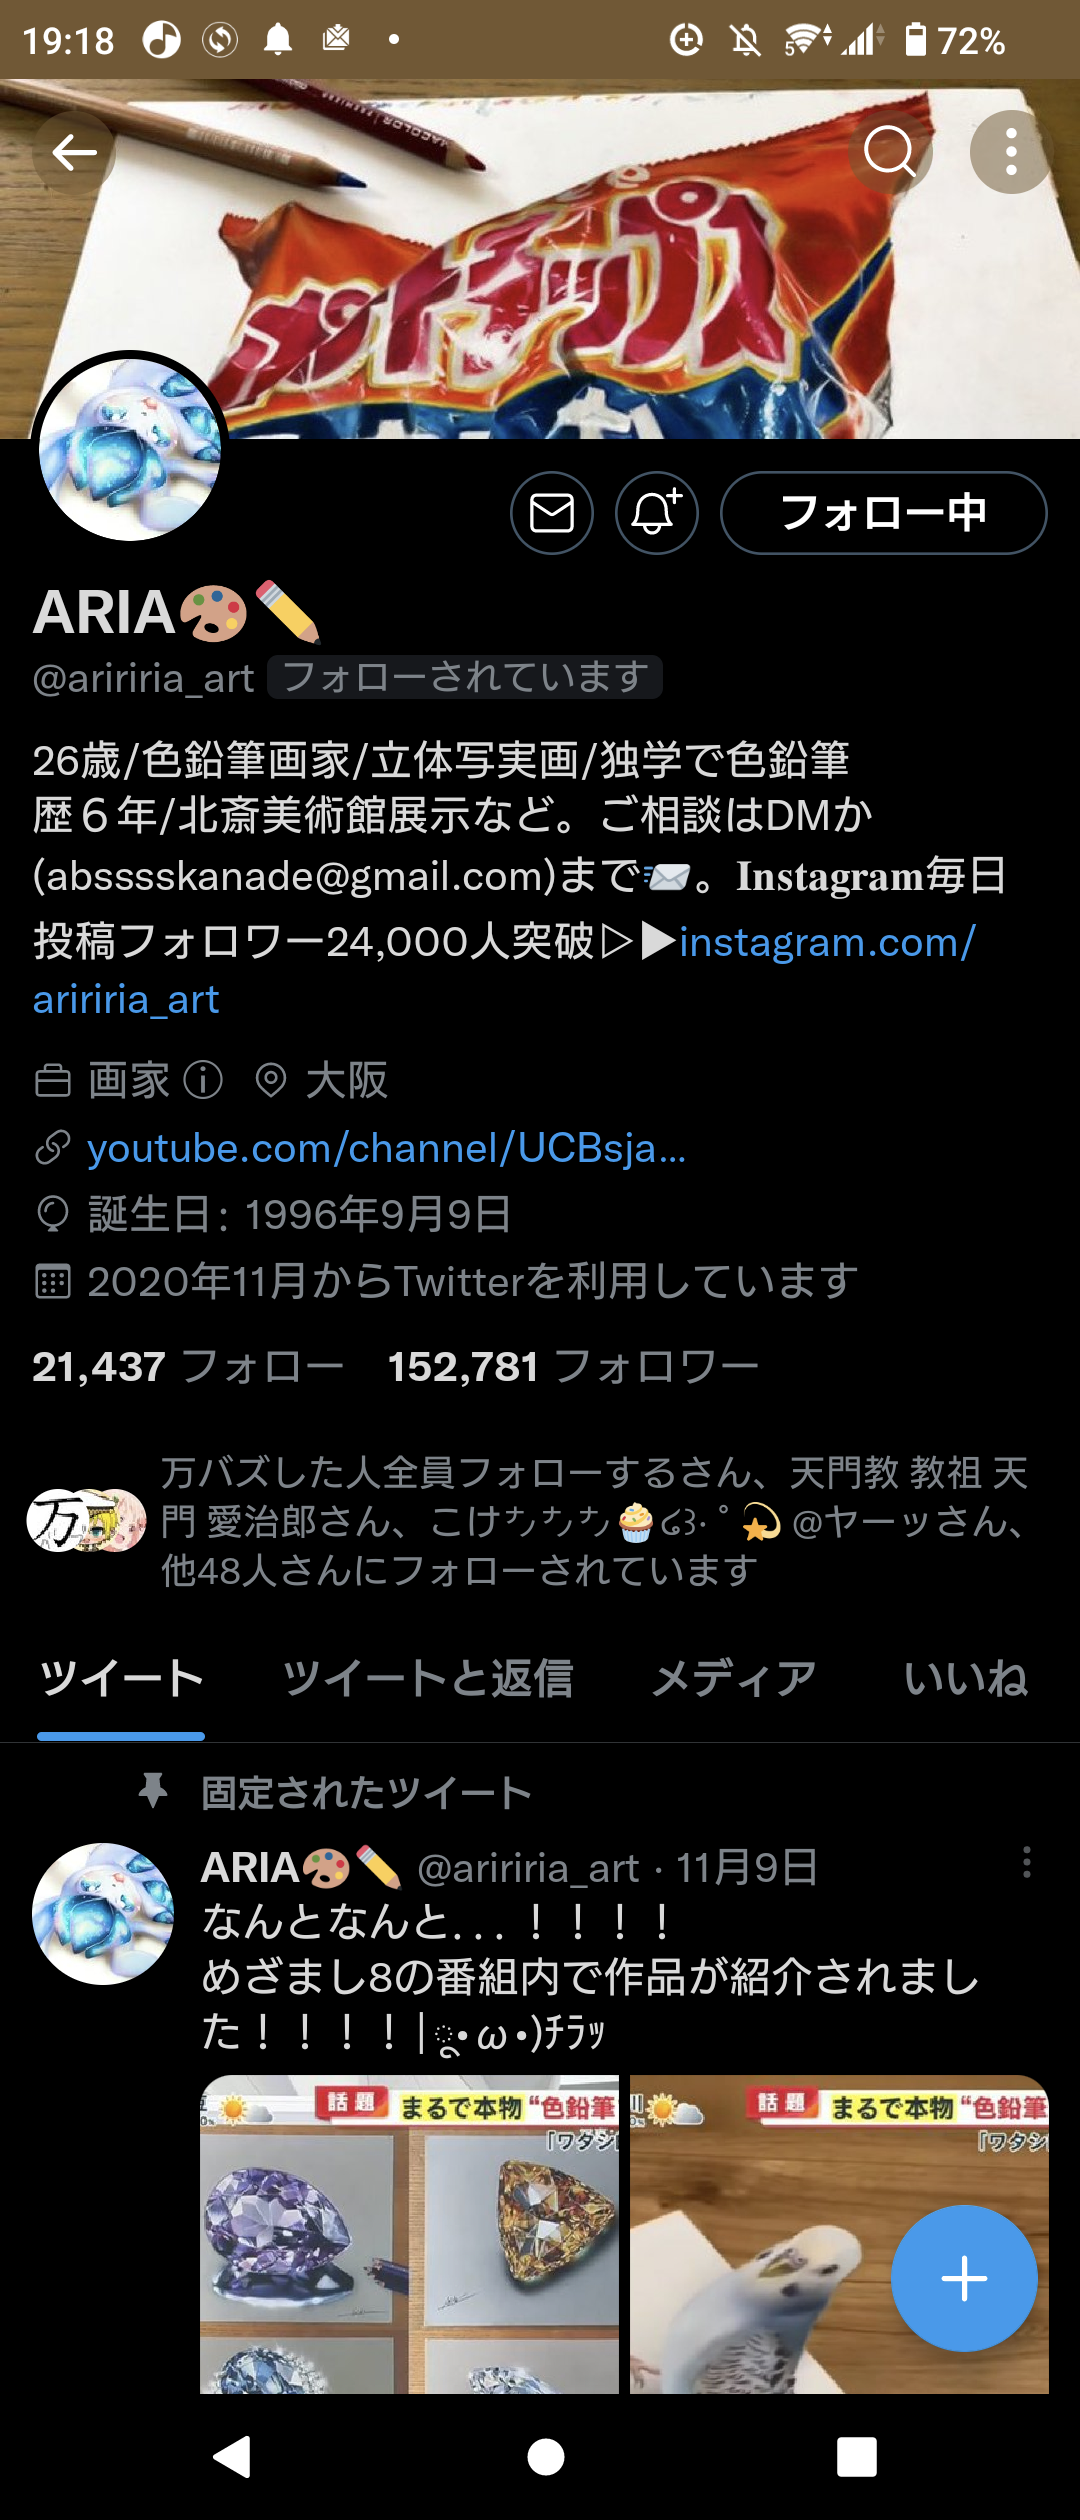 19:18
72%
ハイチュウ
フォロー中
ARIA🎨✏️
@aririria_art フォローされています
26歳/色鉛筆画家/立体写実画/独学で色鉛筆
歴６年/北斎美術館展示など。ご相談はDMか
(absssskanade@gmail.com)まで📨。𝐈𝐧𝐬𝐭𝐚𝐠𝐫𝐚𝐦毎日
投稿フォロワー24,000人突破▷▶instagram.com/
aririria_art
画家 大阪
youtube.com/channel/UCBsja...
誕生日: 1996年9月9日
2020年11月からTwitterを利用しています
21,437 フォロー 152,781 フォロワー
万
万バズした人全員フォローするさん、天門教 教祖 天
門 愛治郎さん、こけナノナノナノ🧁໒꒱· ﾟ 💫 @ヤーッさん、
他48人さんにフォローされています
ツイート ツイートと返信 メディア いいね
固定されたツイート
ARIA🎨✏️ @aririria_art · 11月9日
なんとなんと...！！！！
めざまし8の番組内で作品が紹介されまし
た！！！！|ૢ•ω•)ﾁﾗｯ
話題 まるで本物 “色鉛筆
「ワタシ
話題 まるで本物 “色鉛筆
「ワタシ